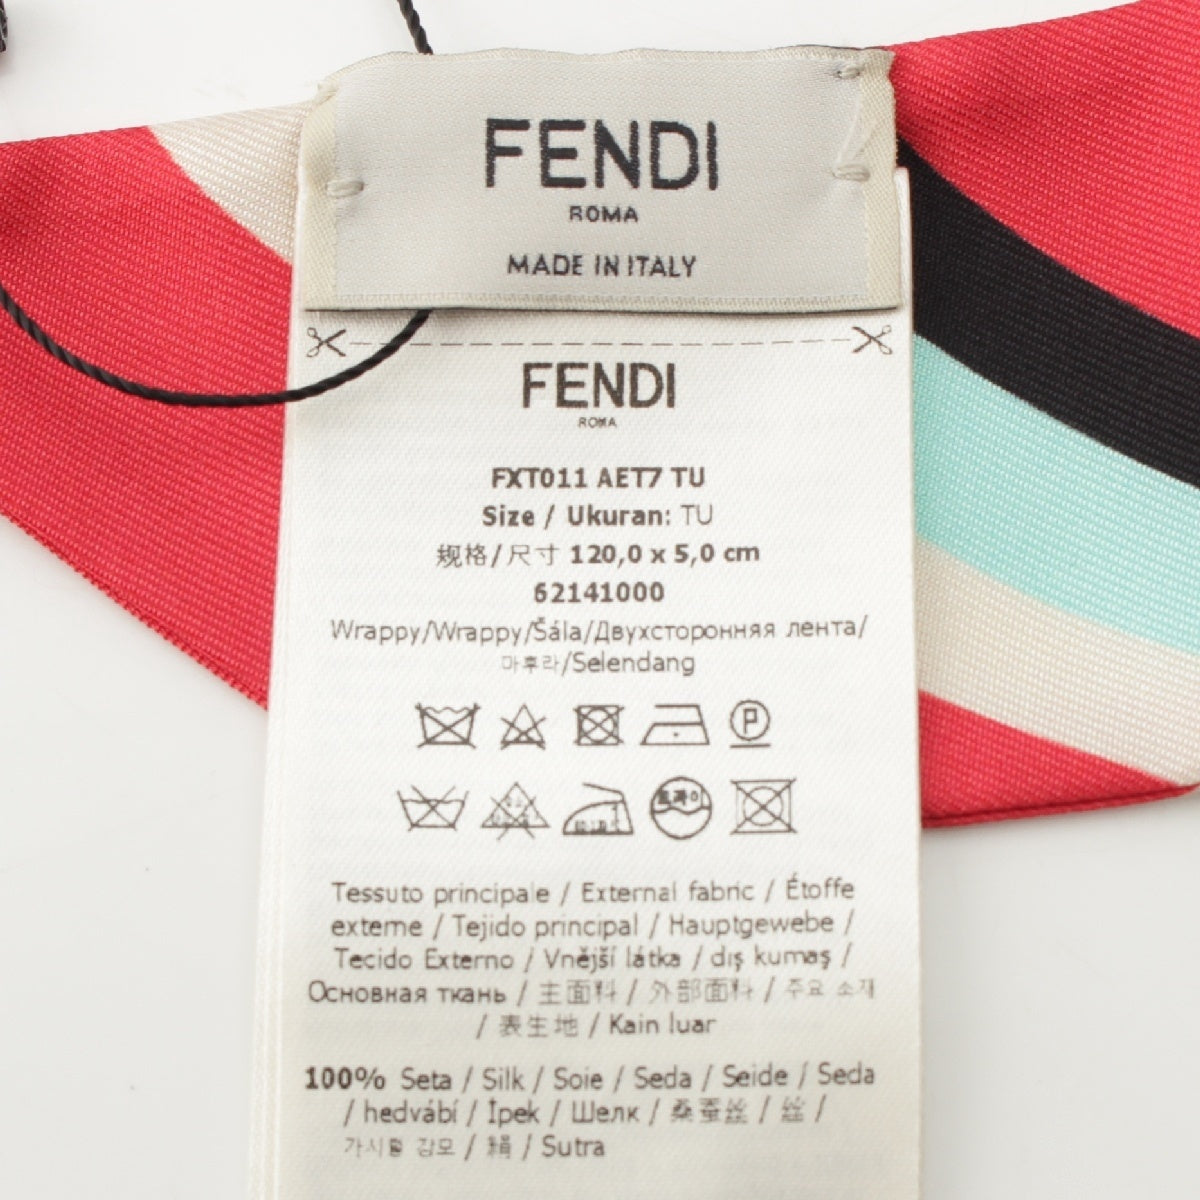 FENDI
ROMA
MADE IN ITALY
FENDI
ROMA
FXT011 AET7 TU
Size / Ukuran: TU
规格/尺寸 120,0 x 5,0 cm
62141000
Wrappy/Wrappy/Šála/Двухсторонняя лента/
마후라/Selendang
P
Tessuto principale / External fabric / Étoffe
externe / Tejido principal / Hauptgewebe /
Tecido Externo / Vnější látka / dış kumaş /
Основная ткань / 主面料 / 外部面料 / 주요 소재
/ 表生地 / Kain luar
100% Seta / Silk / Soie / Seda / Seide / Seda
/ hedvábí / İpek / Шелк / 桑蚕丝 / 丝 /
/ 絹 / Sutra